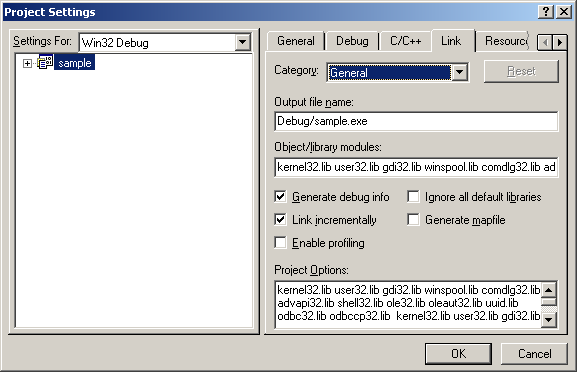 Project Settings
Settings For: Win32 Debug
sample
General Debug C/C++ Link Resourc
Category: General Reset
Output file name:
Debug/sample.exe
Object/library modules:
kernel32.lib user32.lib gdi32.lib winspool.lib comdlg32.lib ad
Generate debug info Ignore all default libraries
Link incrementally Generate mapfile
Enable profiling
Project Options:
kernel32.lib user32.lib gdi32.lib winspool.lib comdlg32.lib
advapi32.lib shell32.lib ole32.lib oleaut32.lib uuid.lib
odbc32.lib odbccp32.lib kernel32.lib user32.lib gdi32.lib
OK Cancel